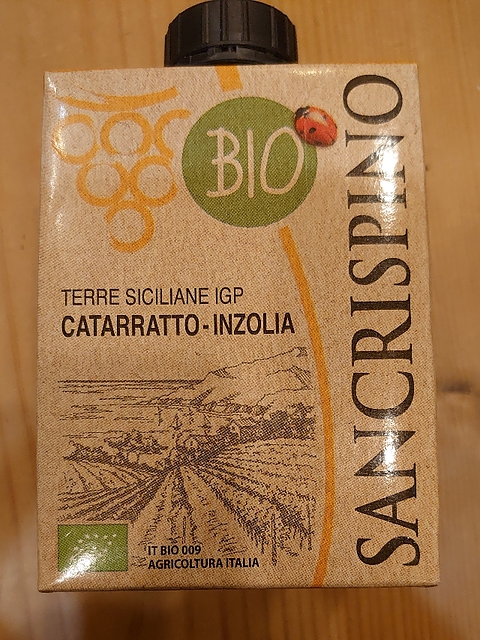 BIO
TERRE SICILIANE IGP
CATARRATTO-INZOLIA
SANCRISPINO
IT BIO 009
AGRICOLTURA ITALIA